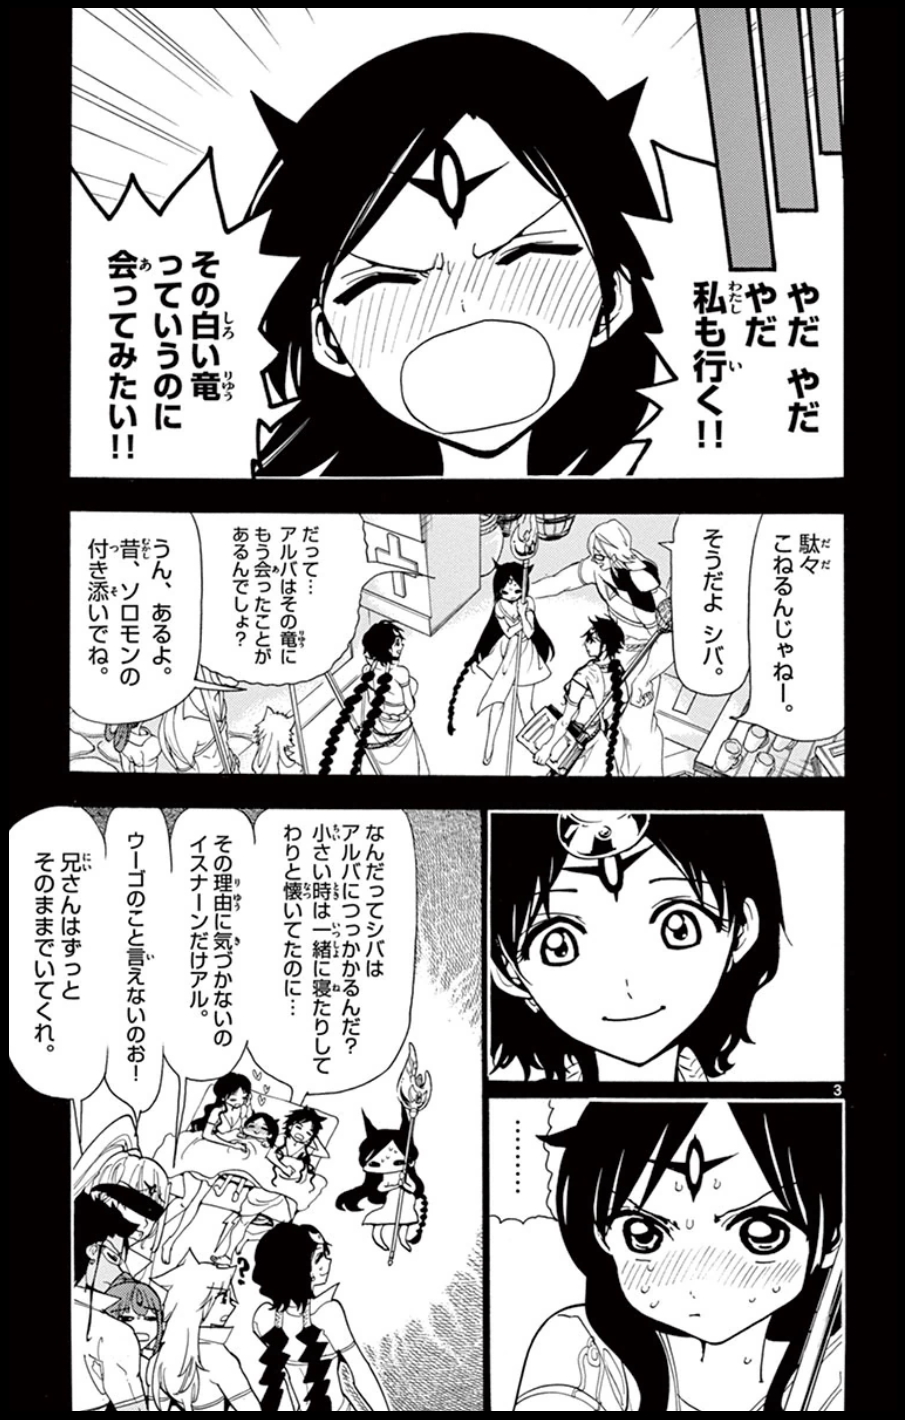 やだ やだ
やだ
私も行く!!
その白い竜
っていうのに
会ってみたい!!
駄々
こねるんじゃねー。
そうだよ シバ。
だって…
アルバはその竜に
もう会ったことが
あるんでしょ?
うん、あるよ。
昔、ソロモンの
付き添いでね。
3
………
なんだってシバは
アルバにつっかかるんだ?
小さい時は一緒に寝たりして
わりと懐いてたのに…
その理由に気づかないの
イスナーンだけアル。
ウーゴのこと言えないのお!
兄さんはずっと
そのままでいてくれ。
?